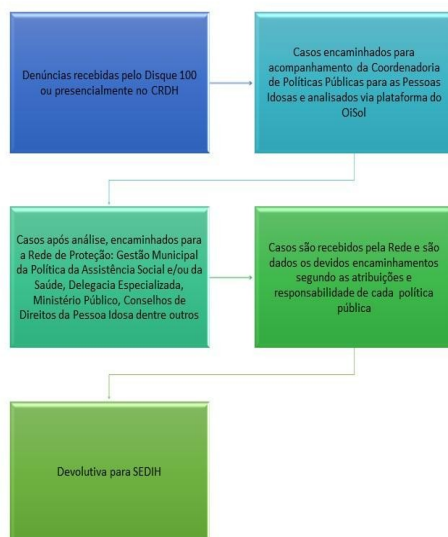 Denúncias recebidas pelo Disque 100
ou presencialmente no CRDH
Casos encaminhados para
acompanhamento da Coordenadoria
de Políticas Públicas para as Pessoas
Idosas e analisados via plataforma do
OiSol
Casos após análise, encaminhados para
a Rede de Proteção: Gestão Municipal
da Política da Assistência Social e/ou da
Saúde, Delegacia Especializada,
Ministério Público, Conselhos de
Direitos da Pessoa Idosa dentre outros
Casos são recebidos pela Rede e são
dados os devidos encaminhamentos
segundo as atribuições e
responsabilidade de cada política
pública
Devolutiva para SEDIH